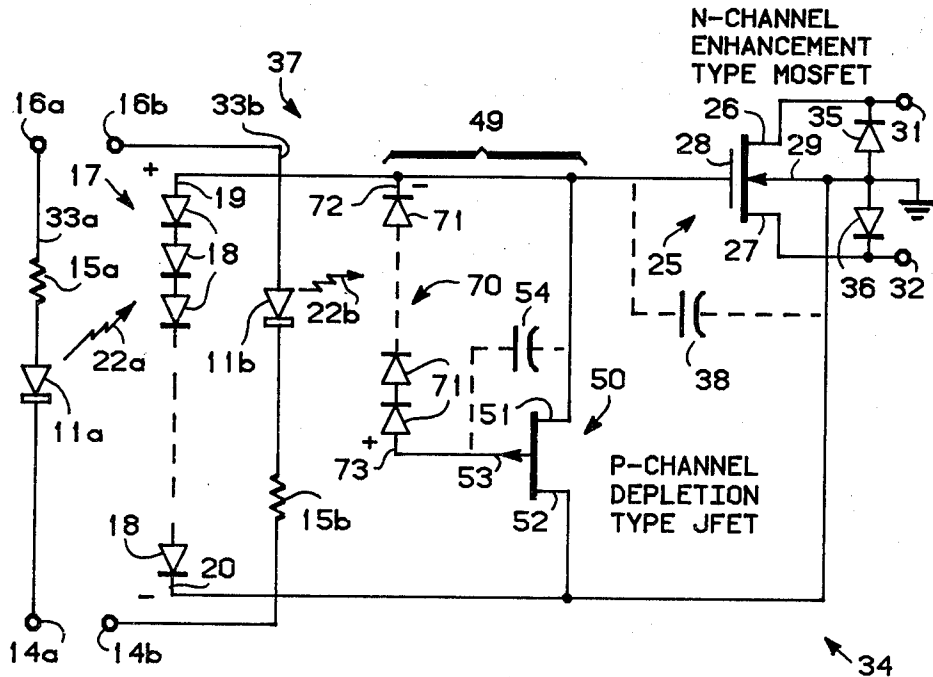 N-CHANNEL
ENHANCEMENT
TYPE MOSFET
37
16a
16b
33b
49
26
35
31
28
29
17
+
19
72
-
71
33a
18
25
27
36
32
15a
22b
70
54
22a
11b
38
11a
71
51
50
+
73
53
P-CHANNEL
DEPLETION
TYPE JFET
52
15b
18
20
-
14a
14b
34